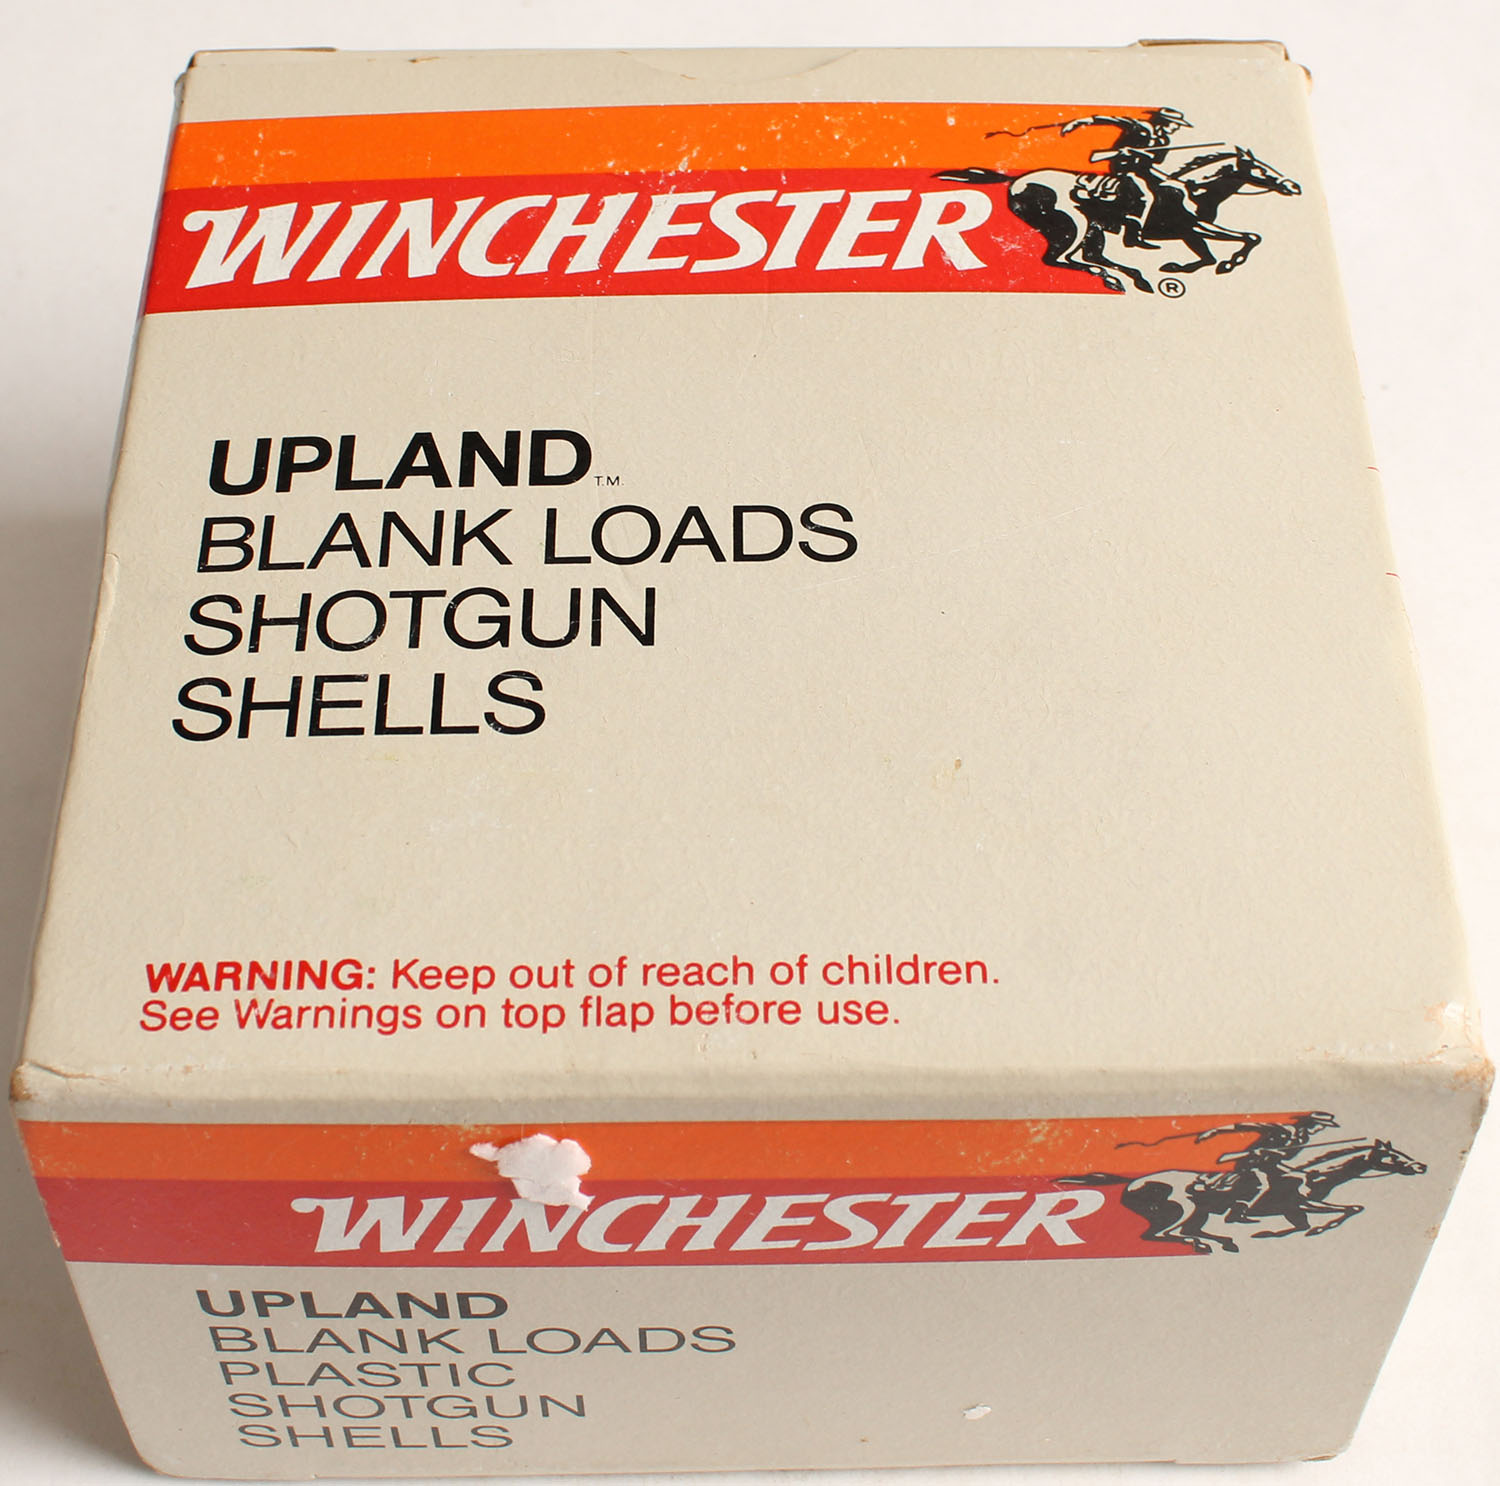 WINCHESTER
®
UPLAND T.M.
BLANK LOADS
SHOTGUN
SHELLS
WARNING: Keep out of reach of children.
See Warnings on top flap before use.
WINCHESTER
UPLAND
BLANK LOADS
PLASTIC
SHOTGUN
SHELLS